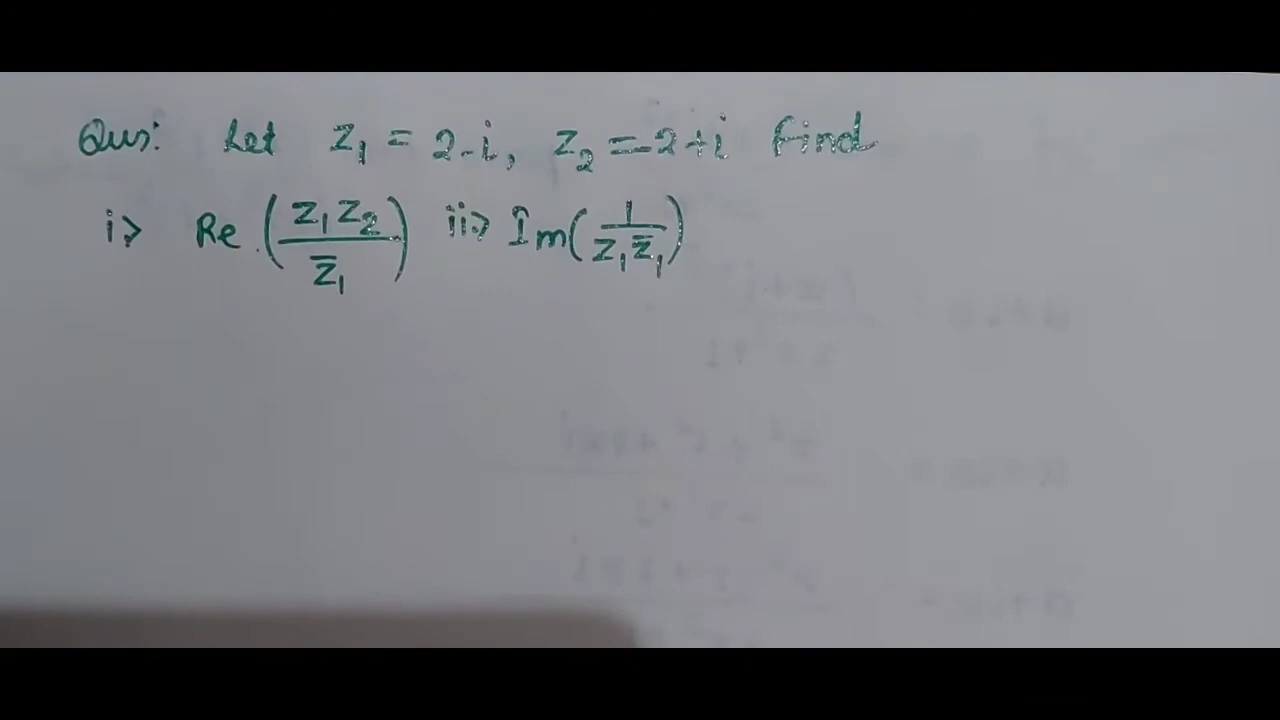 Qus: Let z₁ = 2-i, z₂ =-2+i Find
i> Re (z₁z₂/z̄₁) ii> Im(1/z₁z̄₁)